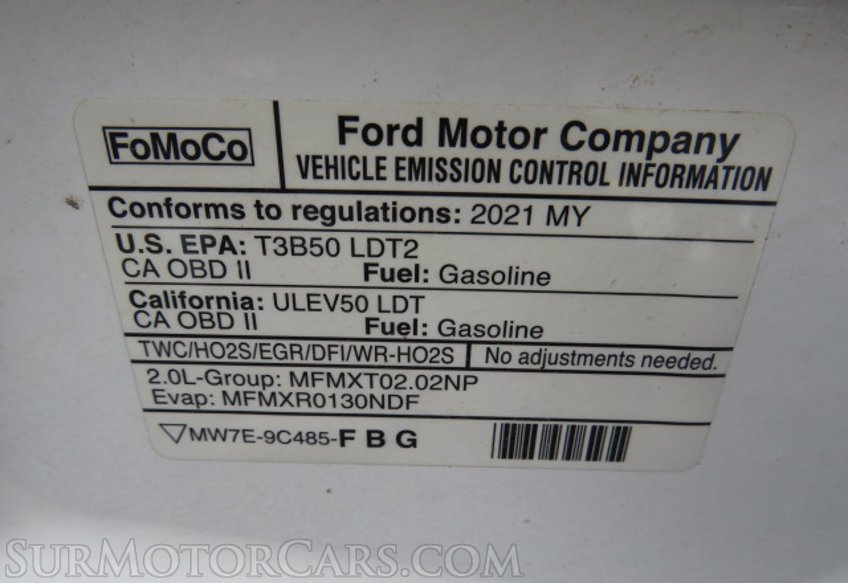 FoMoCo
Ford Motor Company
VEHICLE EMISSION CONTROL INFORMATION
Conforms to regulations: 2021 MY
U.S. EPA: T3B50 LDT2
CA OBD II Fuel: Gasoline
California: ULEV50 LDT
CA OBD II Fuel: Gasoline
TWC/HO2S/EGR/DFI/WR-HO2S No adjustments needed.
2.0L-Group: MFMXT02.02NP
Evap: MFMXR0130NDF
MW7E-9C485-F B G
SURMOTORCARS.COM